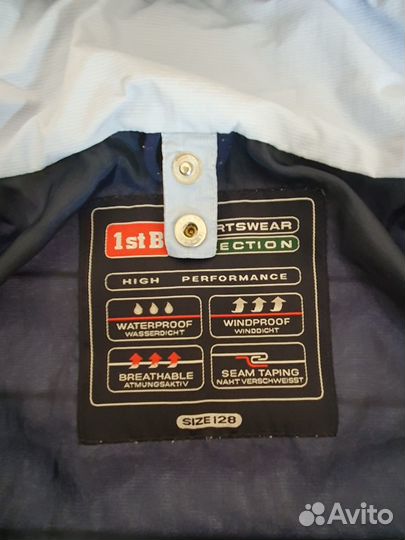 1st B RTSWEAR
ECTION
HIGH PERFORMANCE
WATERPROOF
WASSERDICHT
WINDPROOF
WINDDICHT
BREATHABLE
ATMUNGSAKTIV
SEAM TAPING
NAHT VERSCHWEISST
SIZE 128
Avito